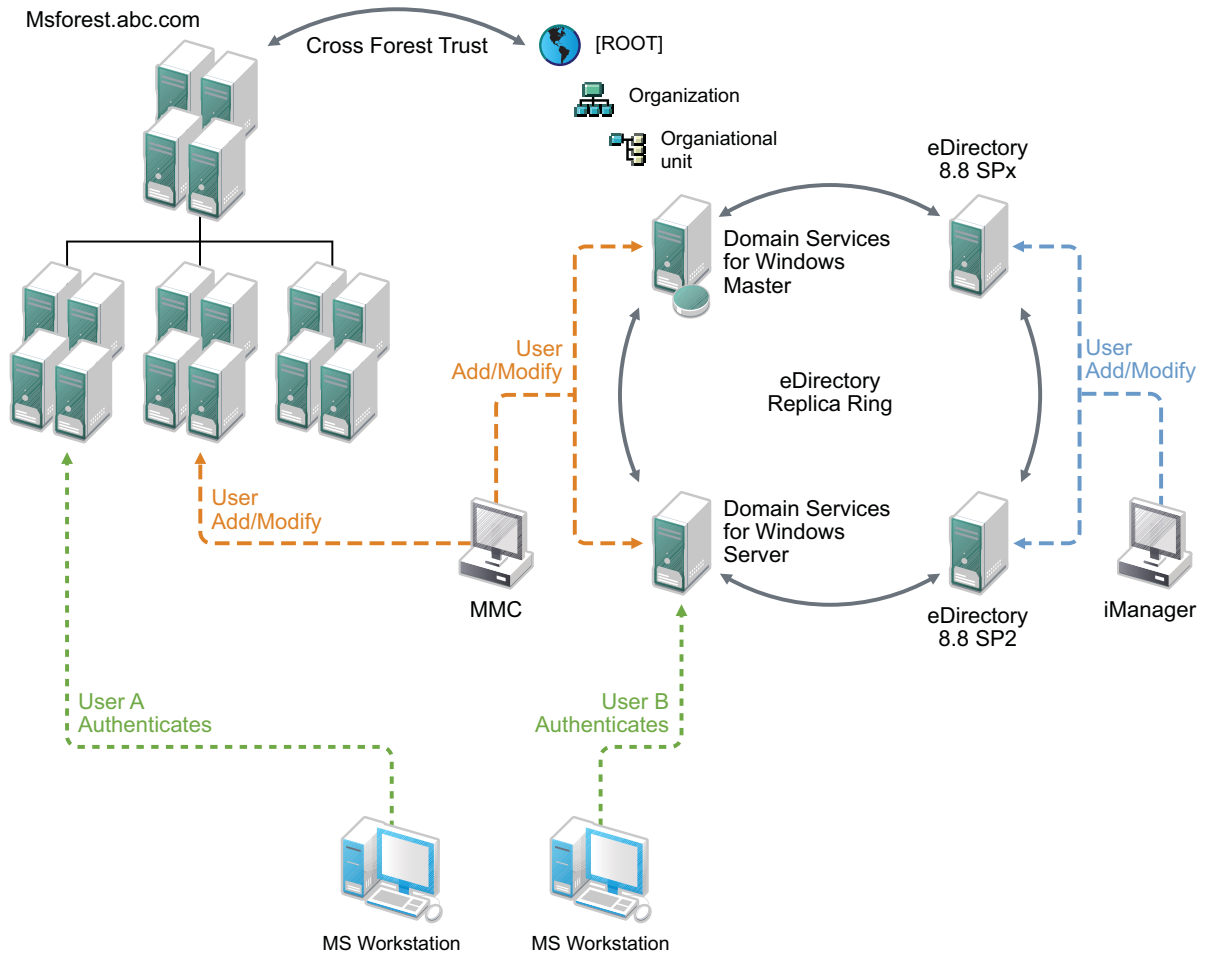 Msforest.abc.com
Cross Forest Trust
[ROOT]
Organization
Organiational
unit
eDirectory
8.8 SPx
Domain Services
for Windows
Master
User
Add/Modify
eDirectory
Replica Ring
User
Add/Modify
User
Add/Modify
Domain Services
for Windows
Server
MMC
eDirectory
8.8 SP2
iManager
User A
Authenticates
User B
Authenticates
MS Workstation
MS Workstation